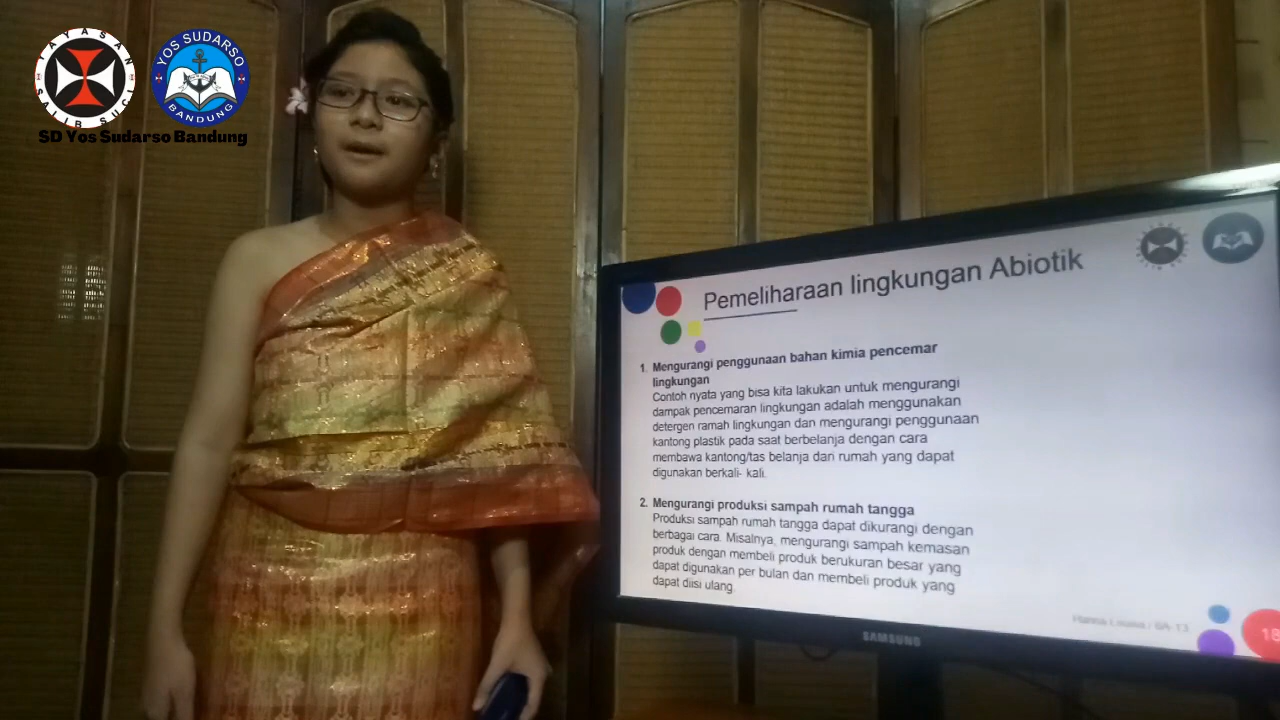 YAYASAN
SALIB SUCI
YOS SUDARSO
BANDUNG
SD Yos Sudarso Bandung
Pemeliharaan lingkungan Abiotik
1. Mengurangi penggunaan bahan kimia pencemar
lingkungan
Contoh nyata yang bisa kita lakukan untuk mengurangi
dampak pencemaran lingkungan adalah menggunakan
detergen ramah lingkungan dan mengurangi penggunaan
kantong plastik pada saat berbelanja dengan cara
membawa kantong/tas belanja dari rumah yang dapat
digunakan berkali- kali.
2. Mengurangi produksi sampah rumah tangga
Produksi sampah rumah tangga dapat dikurangi dengan
berbagai cara. Misalnya, mengurangi sampah kemasan
produk dengan membeli produk berukuran besar yang
dapat digunakan per bulan dan membeli produk yang
dapat diisi ulang.
18
SAMSUNG